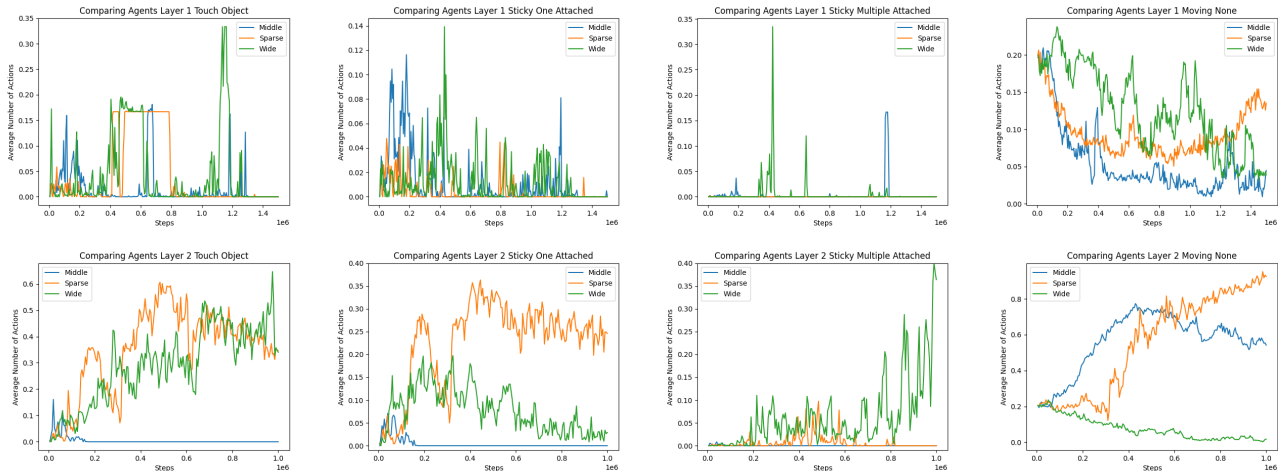 Comparing Agents Layer 1 Touch Object
Average Number of Actions
0.35
0.30
0.25
0.20
0.15
0.10
0.05
0.00
Middle
Sparse
Wide
0.0 0.2 0.4 0.6 0.8 1.0 1.2 1.4
Steps
1e6
Comparing Agents Layer 1 Sticky One Attached
Average Number of Actions
0.14
0.12
0.10
0.08
0.06
0.04
0.02
0.00
Middle
Sparse
Wide
0.0 0.2 0.4 0.6 0.8 1.0 1.2 1.4
Steps
1e6
Comparing Agents Layer 1 Sticky Multiple Attached
Average Number of Actions
0.35
0.30
0.25
0.20
0.15
0.10
0.05
0.00
Middle
Sparse
Wide
0.0 0.2 0.4 0.6 0.8 1.0 1.2 1.4
Steps
1e6
Comparing Agents Layer 1 Moving None
Average Number of Actions
0.20
0.15
0.10
0.05
0.00
Middle
Sparse
Wide
0.0 0.2 0.4 0.6 0.8 1.0 1.2 1.4
Steps
1e6
Comparing Agents Layer 2 Touch Object
Average Number of Actions
0.6
0.5
0.4
0.3
0.2
0.1
0.0
Middle
Sparse
Wide
0.0 0.2 0.4 0.6 0.8 1.0
Steps
1e6
Comparing Agents Layer 2 Sticky One Attached
Average Number of Actions
0.40
0.35
0.30
0.25
0.20
0.15
0.10
0.05
0.00
Middle
Sparse
Wide
0.0 0.2 0.4 0.6 0.8 1.0
Steps
1e6
Comparing Agents Layer 2 Sticky Multiple Attached
Average Number of Actions
0.40
0.35
0.30
0.25
0.20
0.15
0.10
0.05
0.00
Middle
Sparse
Wide
0.0 0.2 0.4 0.6 0.8 1.0
Steps
1e6
Comparing Agents Layer 2 Moving None
Average Number of Actions
0.8
0.6
0.4
0.2
0.0
Middle
Sparse
Wide
0.0 0.2 0.4 0.6 0.8 1.0
Steps
1e6